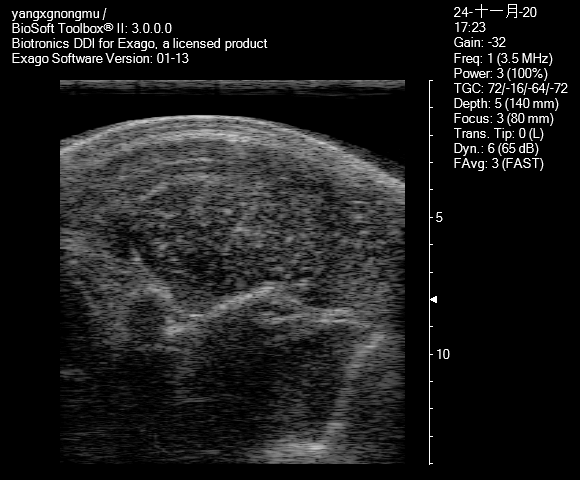 yangxgnongmu /
BioSoft Toolbox® II: 3.0.0.0
Biotronics DDI for Exago, a licensed product
Exago Software Version: 01-13
24-十一月-20
17:23
Gain: -32
Freq: 1 (3.5 MHz)
Power: 3 (100%)
TGC: 72/-16/-64/-72
Depth: 5 (140 mm)
Focus: 3 (80 mm)
Trans. Tip: 0 (L)
Dyn.: 6 (65 dB)
FAvg: 3 (FAST)
5
10